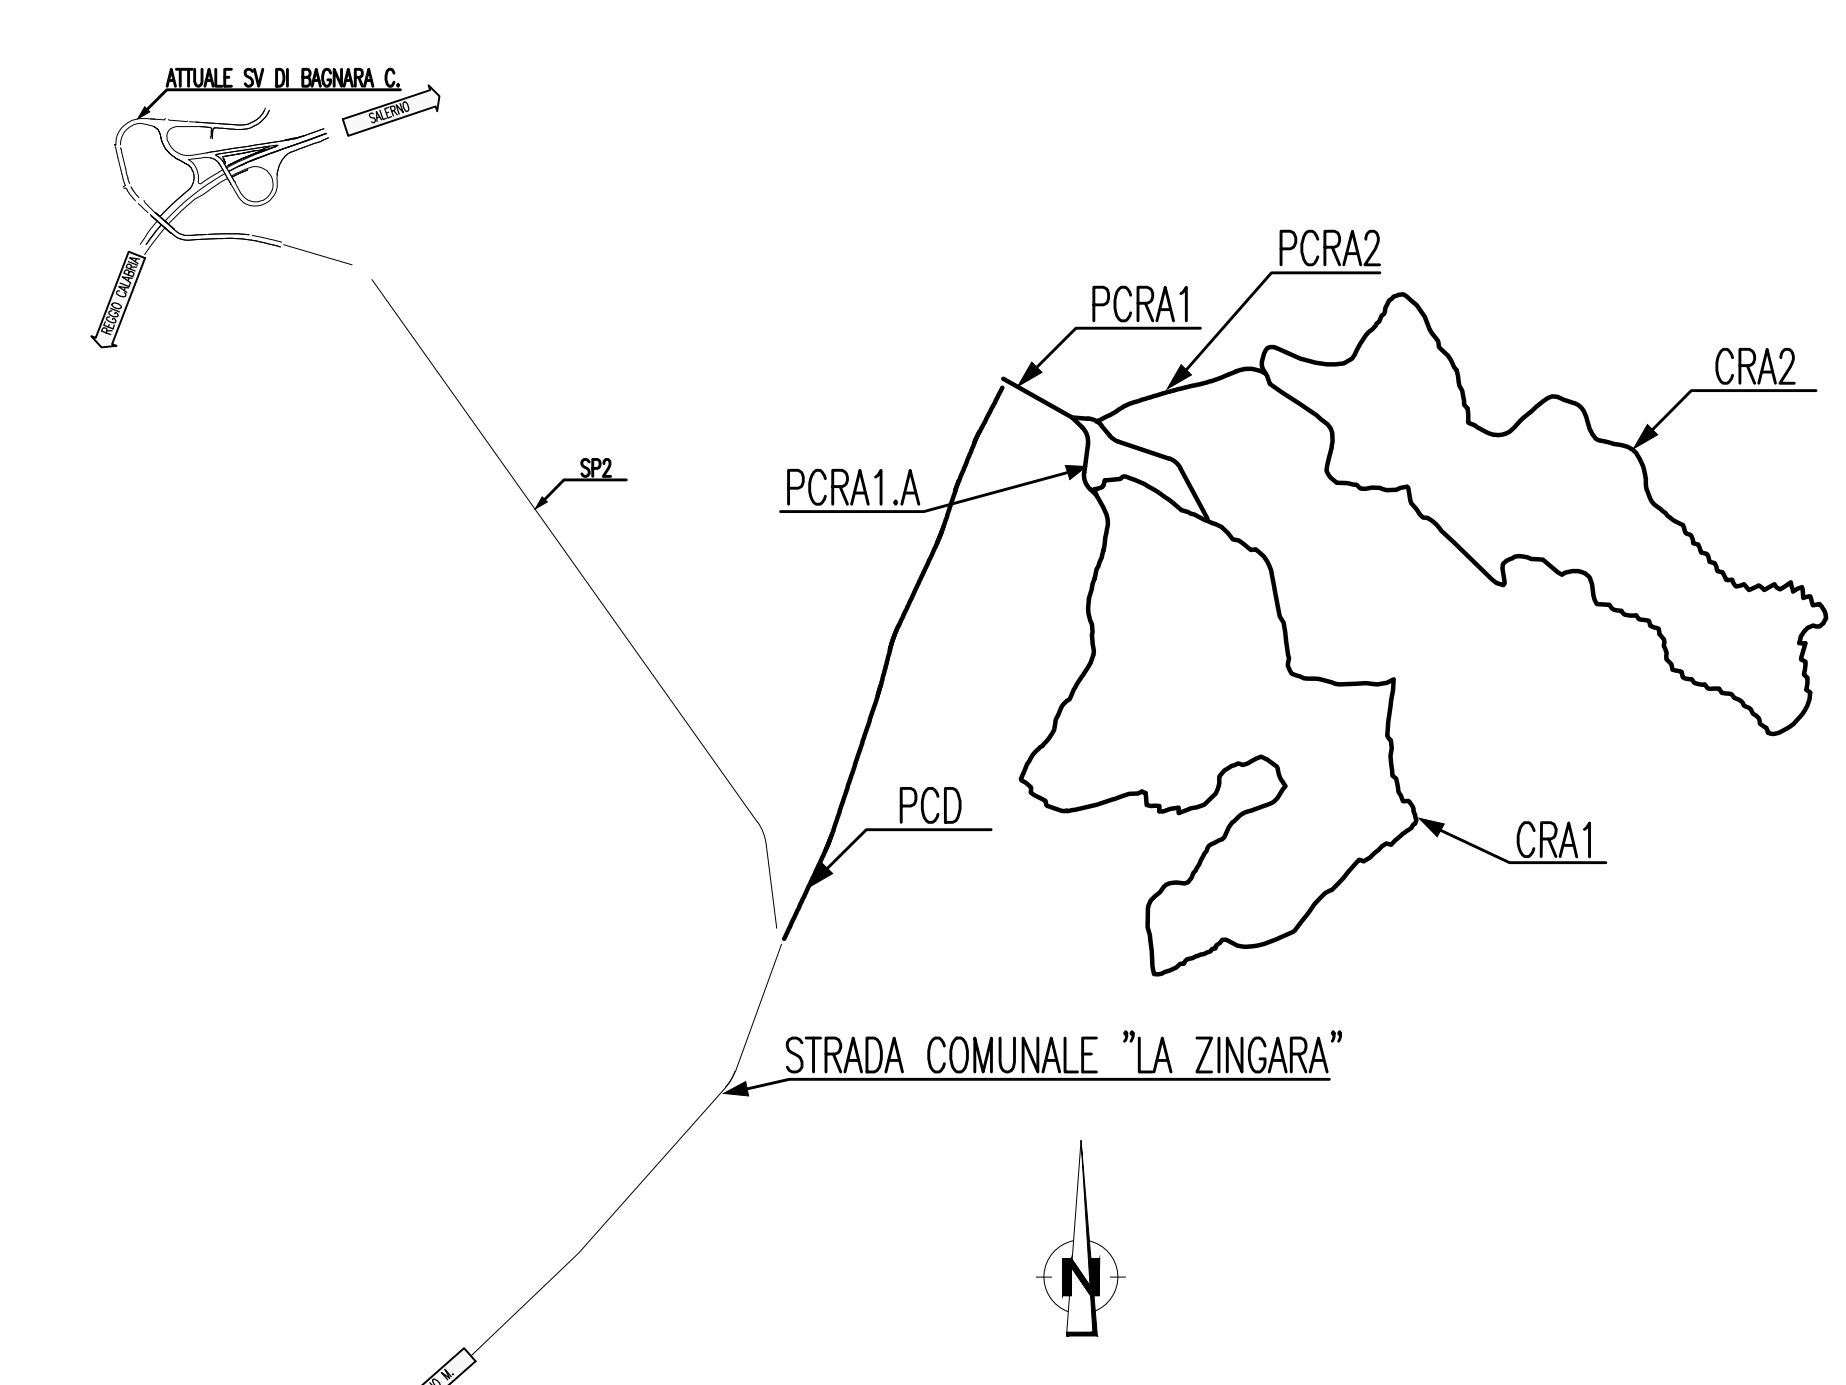 ATTUALE SV DI BAGNARA C.
SALERNO
REGGIO CALABRIA
PCRA2
PCRA1
CRA2
SP2
PCRA1.A
PCD
CRA1
STRADA COMUNALE "LA ZINGARA"
N
M.